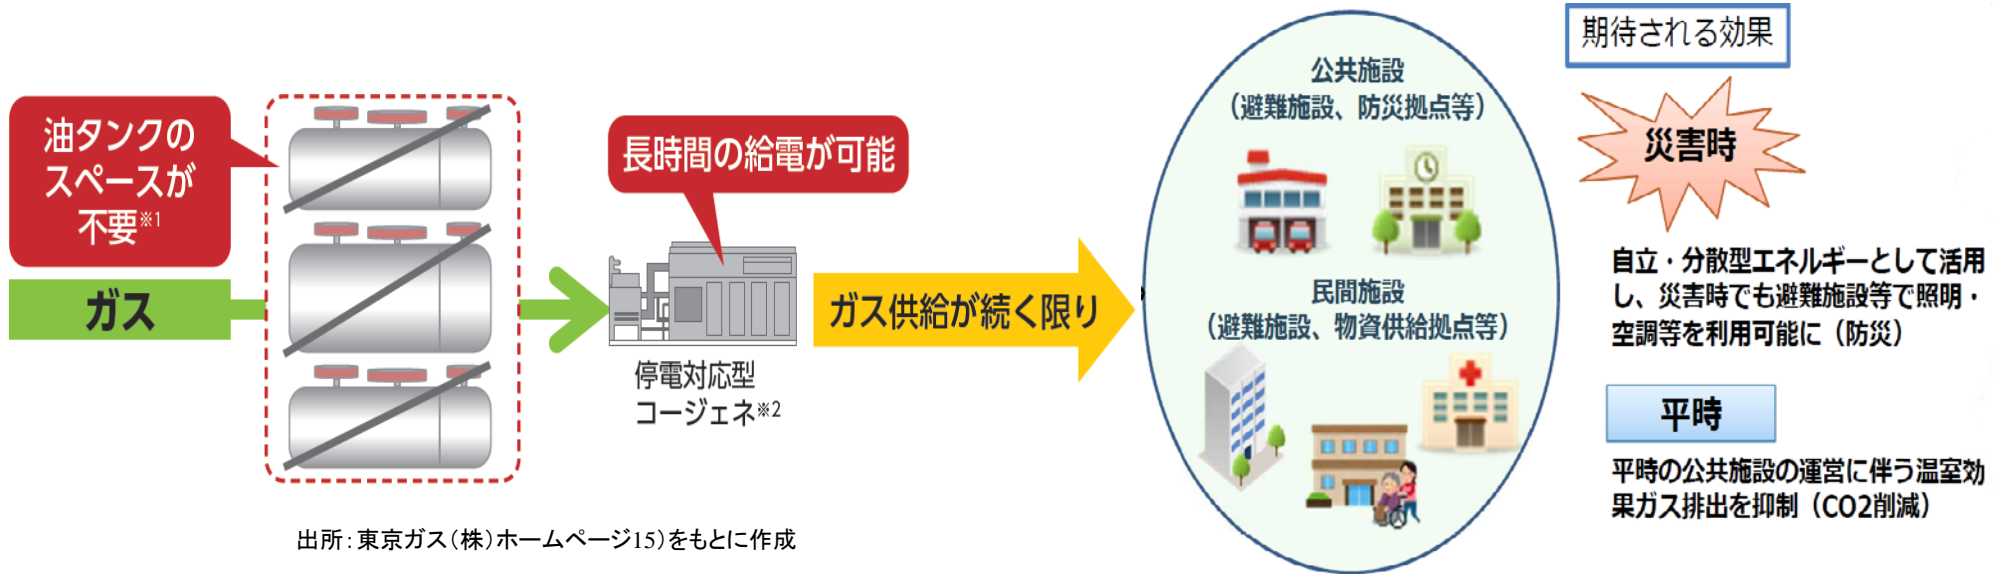 油タンクの
スペースが
不要※1
ガス
長時間の給電が可能
停電対応型
コージェネ※2
ガス供給が続く限り
出所：東京ガス（株）ホームページ15）をもとに作成
公共施設
（避難施設、防災拠点等）
民間施設
（避難施設、物資供給拠点等）
期待される効果
災害時
自立・分散型エネルギーとして活用
し、災害時でも避難施設等で照明・
空調等を利用可能に（防災）
平時
平時の公共施設の運営に伴う温室効
果ガス排出を抑制（CO2削減）